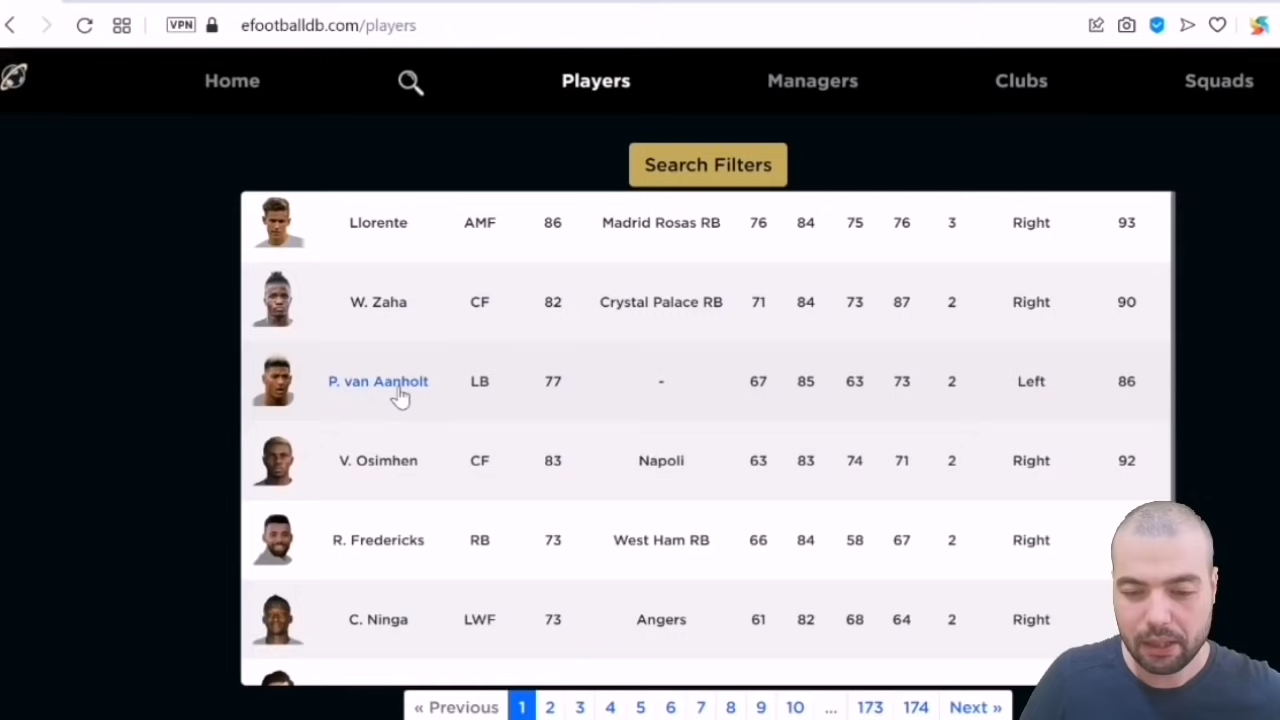 VPN efootballdb.com/players
Home Players Managers Clubs Squads
Search Filters
Llorente AMF 86 Madrid Rosas RB 76 84 75 76 3 Right 93
W. Zaha CF 82 Crystal Palace RB 71 84 73 87 2 Right 90
P. van Aanholt LB 77 - 67 85 63 73 2 Left 86
V. Osimhen CF 83 Napoli 63 83 74 71 2 Right 92
R. Fredericks RB 73 West Ham RB 66 84 58 67 2 Right
C. Ninga LWF 73 Angers 61 82 68 64 2 Right
« Previous 1 2 3 4 5 6 7 8 9 10 ... 173 174 Next »